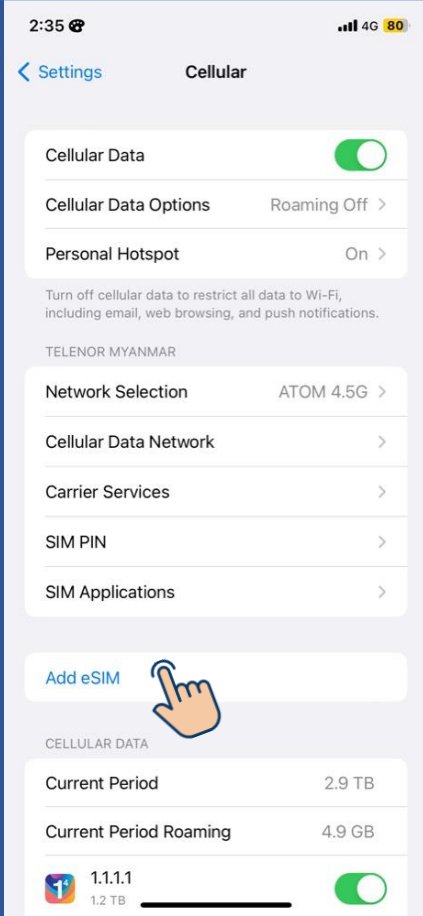 2:35
4G 80
Settings Cellular
Cellular Data
Cellular Data Options Roaming Off
Personal Hotspot On
Turn off cellular data to restrict all data to Wi-Fi,
including email, web browsing, and push notifications.
TELENOR MYANMAR
Network Selection ATOM 4.5G
Cellular Data Network
Carrier Services
SIM PIN
SIM Applications
Add eSIM
CELLULAR DATA
Current Period 2.9 TB
Current Period Roaming 4.9 GB
1.1.1.1
1.2 TB